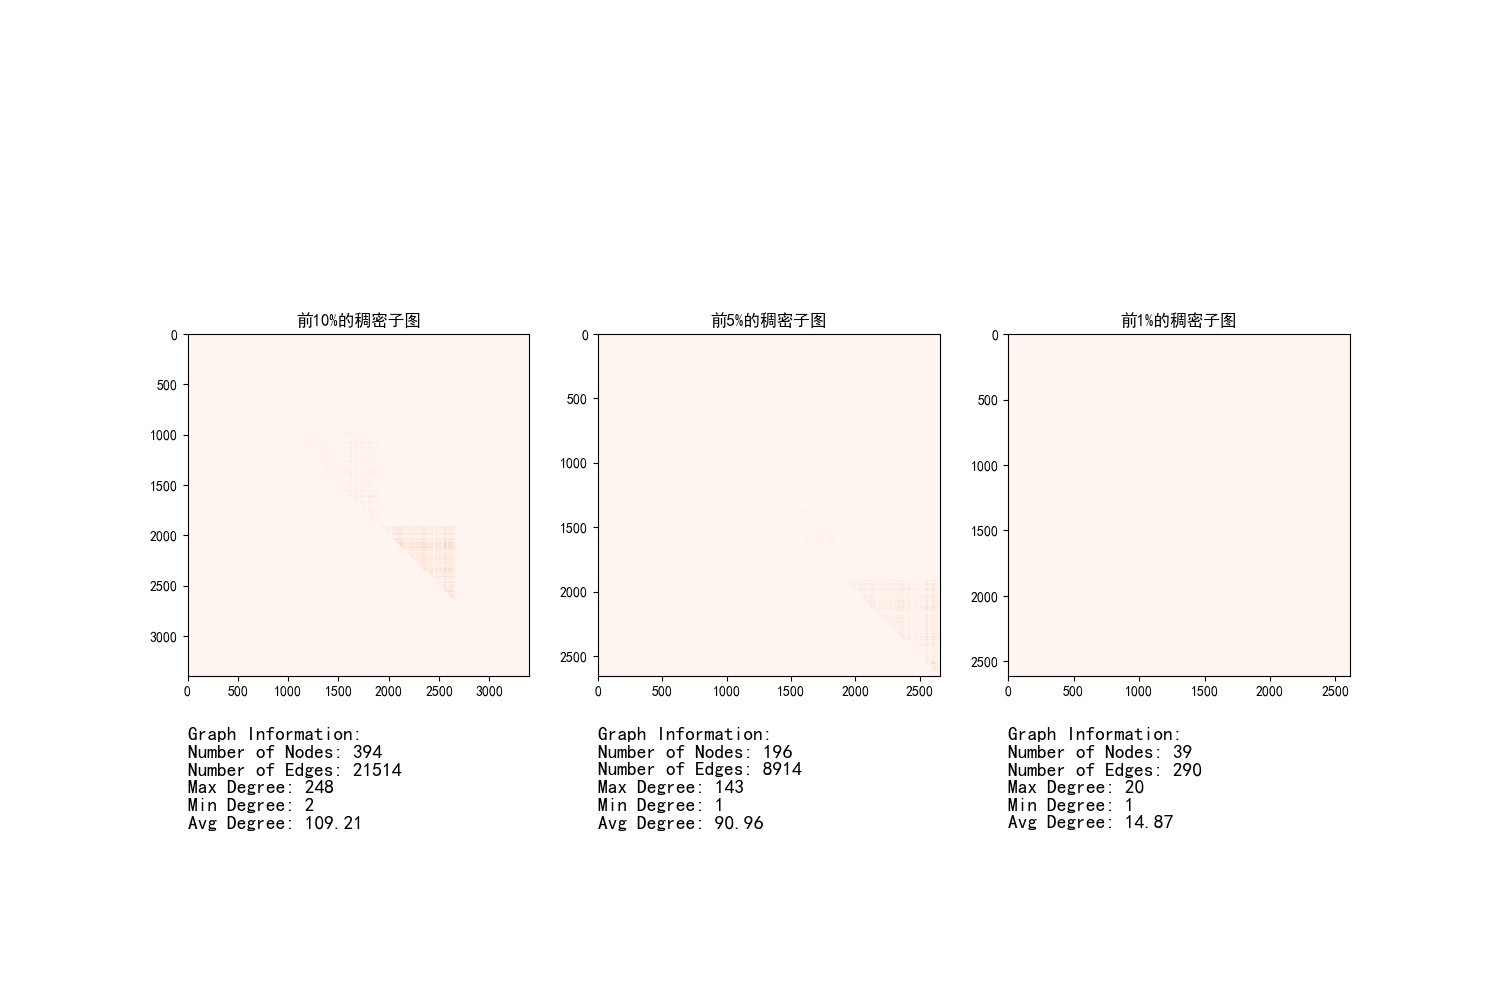 前10%的稠密子图
0
500
1000
1500
2000
2500
3000
0 500 1000 1500 2000 2500 3000
Graph Information:
Number of Nodes: 394
Number of Edges: 21514
Max Degree: 248
Min Degree: 2
Avg Degree: 109.21
前5%的稠密子图
0
500
1000
1500
2000
2500
0 500 1000 1500 2000 2500
Graph Information:
Number of Nodes: 196
Number of Edges: 8914
Max Degree: 143
Min Degree: 1
Avg Degree: 90.96
前1%的稠密子图
0
500
1000
1500
2000
2500
0 500 1000 1500 2000 2500
Graph Information:
Number of Nodes: 39
Number of Edges: 290
Max Degree: 20
Min Degree: 1
Avg Degree: 14.87